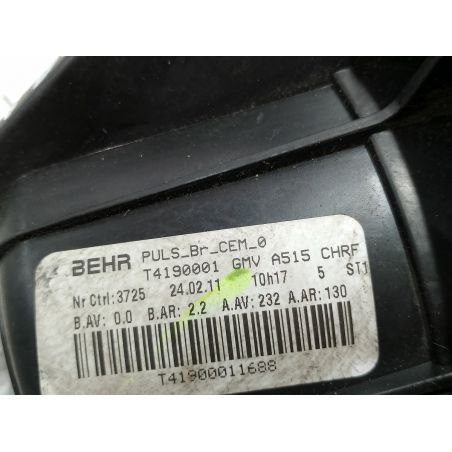 BEHR PULS_Br_CEM_0
T4190001 GMV A515 CHRF
Nr Ctrl:3725 24.02.11 10h17 5 ST1
B.AV: 0.0 B.AR: 2.2 A.AV: 232 A.AR: 130
T41900011688